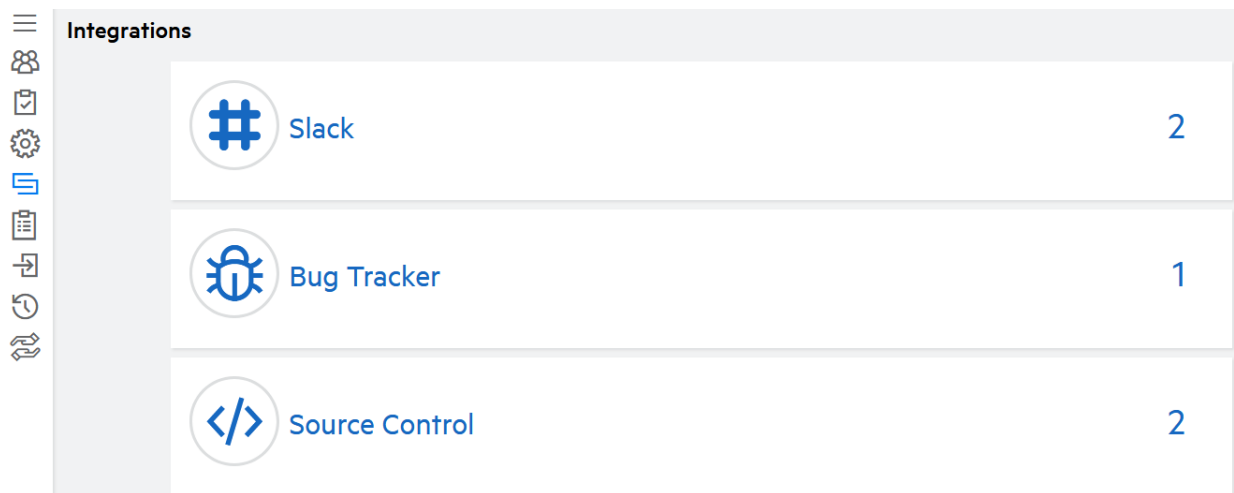 Integrations
Slack 2
Bug Tracker 1
Source Control 2